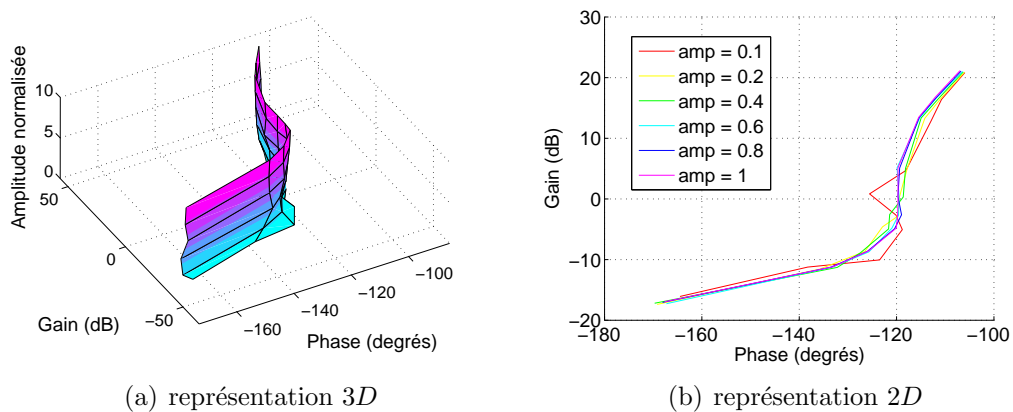 Amplitude normalisée
10
5
0
50
0
−50
Gain (dB)
−160
−140
−120
−100
Phase (degrés)
(a) représentation 3D
30
20
10
0
−10
−20
Gain (dB)
amp = 0.1
amp = 0.2
amp = 0.4
amp = 0.6
amp = 0.8
amp = 1
−180
−160
−140
−120
−100
Phase (degrés)
(b) représentation 2D